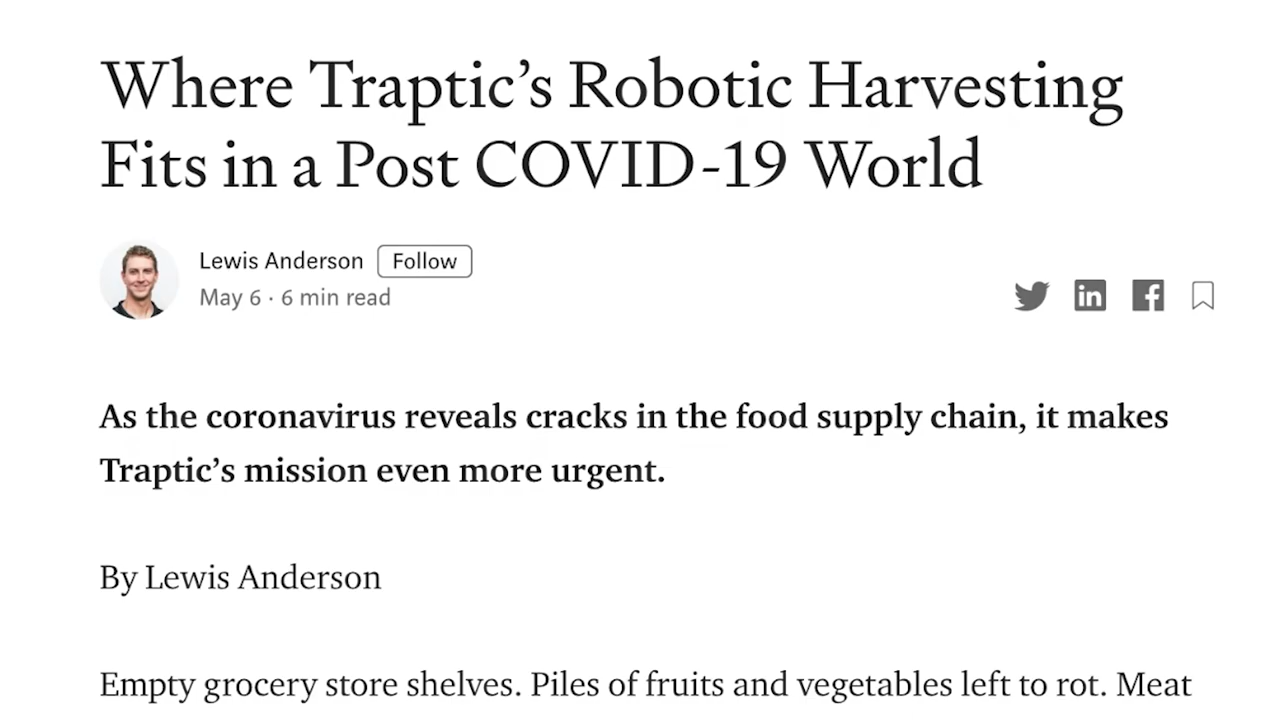 Where Traptic’s Robotic Harvesting
Fits in a Post COVID-19 World
Lewis Anderson Follow
May 6 · 6 min read
As the coronavirus reveals cracks in the food supply chain, it makes
Traptic’s mission even more urgent.
By Lewis Anderson
Empty grocery store shelves. Piles of fruits and vegetables left to rot. Meat